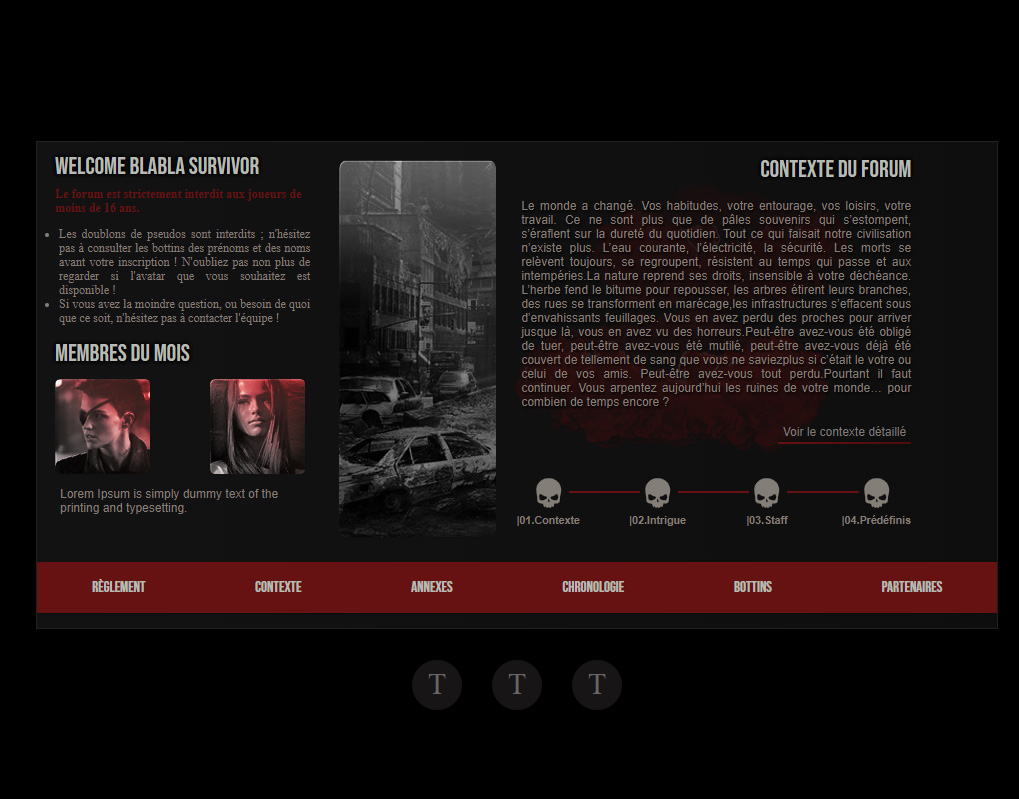 WELCOME BLABLA SURVIVOR
Le forum est strictement interdit aux joueurs de
moins de 16 ans.
Les doublons de pseudos sont interdits ; n'hésitez
pas à consulter les bottins des prénoms et des noms
avant votre inscription ! N'oubliez pas non plus de
regarder si l'avatar que vous souhaitez est
disponible !
Si vous avez la moindre question, ou besoin de quoi
que ce soit, n'hésitez pas à contacter l'équipe !
MEMBRES DU MOIS
Lorem Ipsum is simply dummy text of the
printing and typesetting.
CONTEXTE DU FORUM
Le monde a changé. Vos habitudes, votre entourage, vos loisirs, votre
travail. Ce ne sont plus que de pâles souvenirs qui s’estompent,
s’éraflent sur la dureté du quotidien. Tout ce qui faisait notre civilisation
n’existe plus. L’eau courante, l’électricité, la sécurité. Les morts se
relèvent toujours, se regroupent, résistent au temps qui passe et aux
intempéries.La nature reprend ses droits, insensible à votre déchéance.
L’herbe fend le bitume pour repousser, les arbres étirent leurs branches,
des rues se transforment en marécage,les infrastructures s’effacent sous
d’envahissants feuillages. Vous en avez perdu des proches pour arriver
jusque là, vous en avez vu des horreurs.Peut-être avez-vous été obligé
de tuer, peut-être avez-vous été mutilé, peut-être avez-vous déjà été
couvert de tellement de sang que vous ne saviezplus si c’était le votre ou
celui de vos amis. Peut-être avez-vous tout perdu.Pourtant il faut
continuer. Vous arpentez aujourd’hui les ruines de votre monde… pour
combien de temps encore ?
Voir le contexte détaillé
|01.Contexte |02.Intrigue |03.Staff |04.Prédéfinis
RÈGLEMENT CONTEXTE ANNEXES CHRONOLOGIE BOTTINS PARTENAIRES
T T T